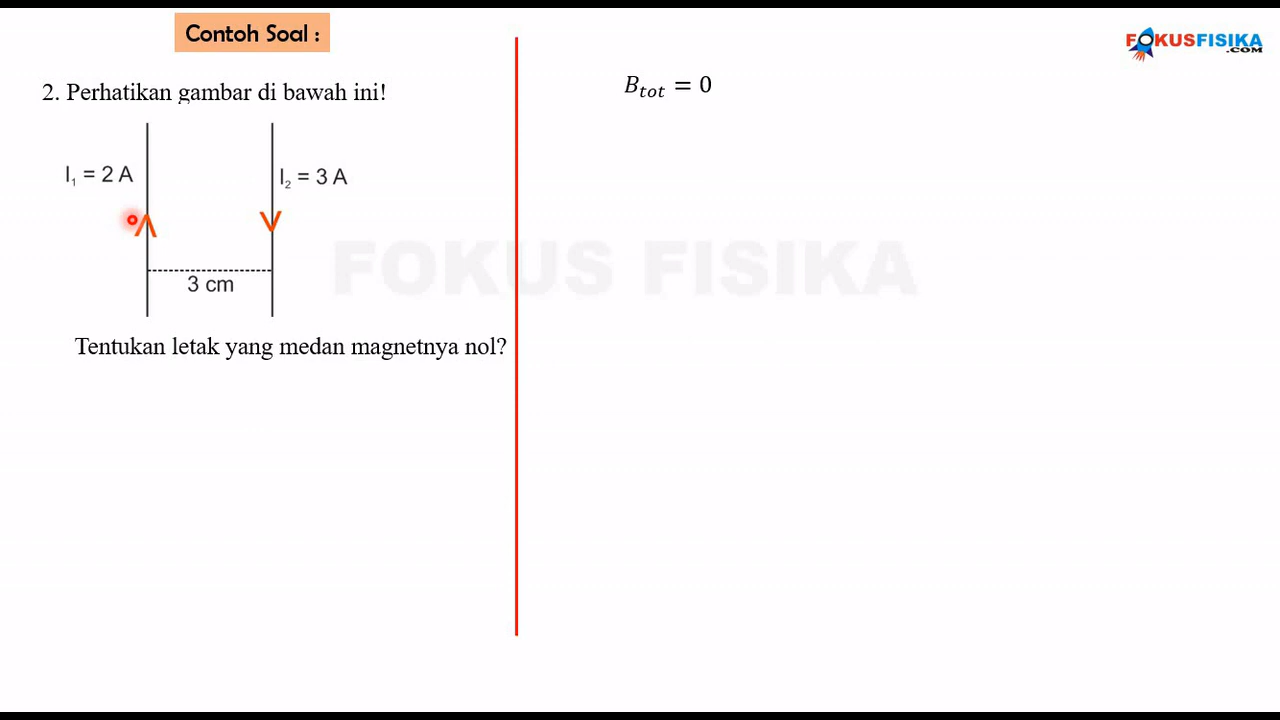 Contoh Soal :
FOKUSFISIKA
.COM
2. Perhatikan gambar di bawah ini!
I₁ = 2 A
I₂ = 3 A
3 cm
Tentukan letak yang medan magnetnya nol?
B_tot = 0
FOKUS FISIKA